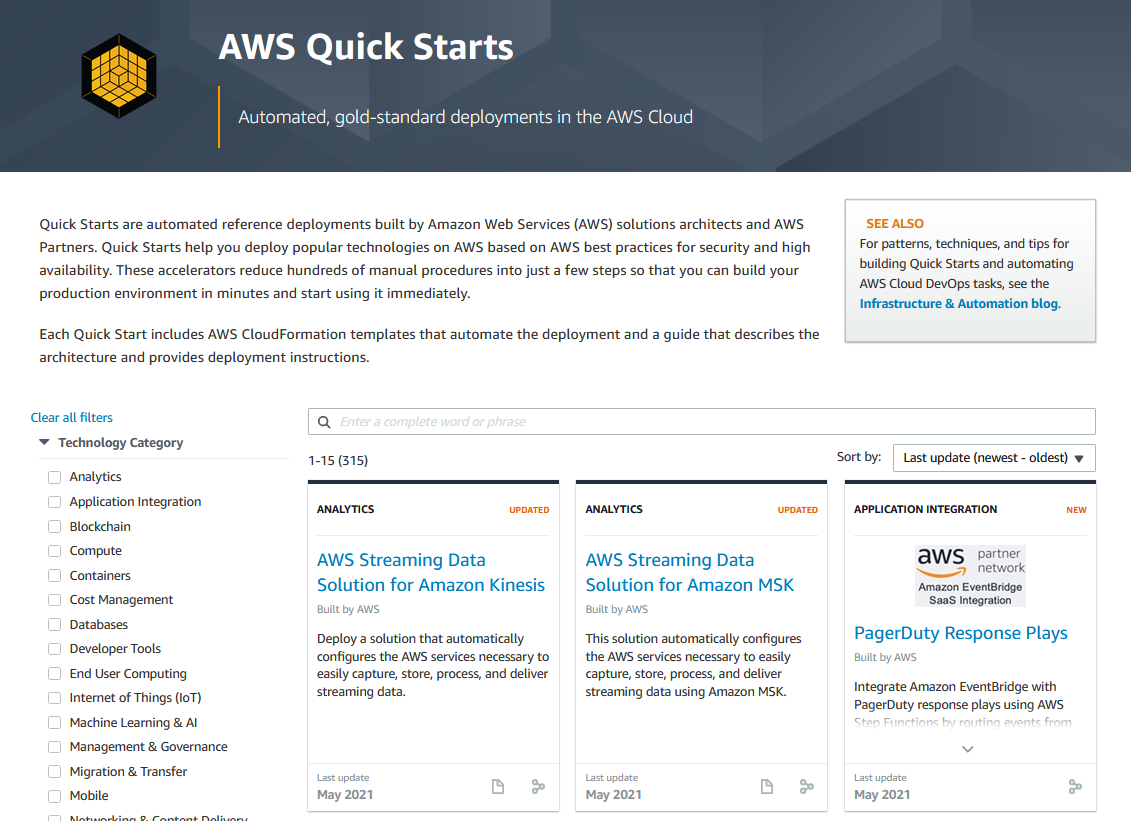 AWS Quick Starts
Automated, gold-standard deployments in the AWS Cloud
Quick Starts are automated reference deployments built by Amazon Web Services (AWS) solutions architects and AWS
Partners. Quick Starts help you deploy popular technologies on AWS based on AWS best practices for security and high
availability. These accelerators reduce hundreds of manual procedures into just a few steps so that you can build your
production environment in minutes and start using it immediately.
Each Quick Start includes AWS CloudFormation templates that automate the deployment and a guide that describes the
architecture and provides deployment instructions.
SEE ALSO
For patterns, techniques, and tips for
building Quick Starts and automating
AWS Cloud DevOps tasks, see the
Infrastructure & Automation blog.
Clear all filters
Technology Category
Analytics
Application Integration
Blockchain
Compute
Containers
Cost Management
Databases
Developer Tools
End User Computing
Internet of Things (IoT)
Machine Learning & AI
Management & Governance
Migration & Transfer
Mobile
Networking & Content Delivery
Enter a complete word or phrase
1-15 (315)
Sort by:
Last update (newest - oldest)
ANALYTICS
UPDATED
AWS Streaming Data
Solution for Amazon Kinesis
Built by AWS
Deploy a solution that automatically
configures the AWS services necessary to
easily capture, store, process, and deliver
streaming data.
Last update
May 2021
ANALYTICS
UPDATED
AWS Streaming Data
Solution for Amazon MSK
Built by AWS
This solution automatically configures
the AWS services necessary to easily
capture, store, process, and deliver
streaming data using Amazon MSK.
Last update
May 2021
APPLICATION INTEGRATION
NEW
aws partner
network
Amazon EventBridge
SaaS Integration
PagerDuty Response Plays
Built by AWS
Integrate Amazon EventBridge with
PagerDuty response plays using AWS
Step Functions by routing events from
Last update
May 2021